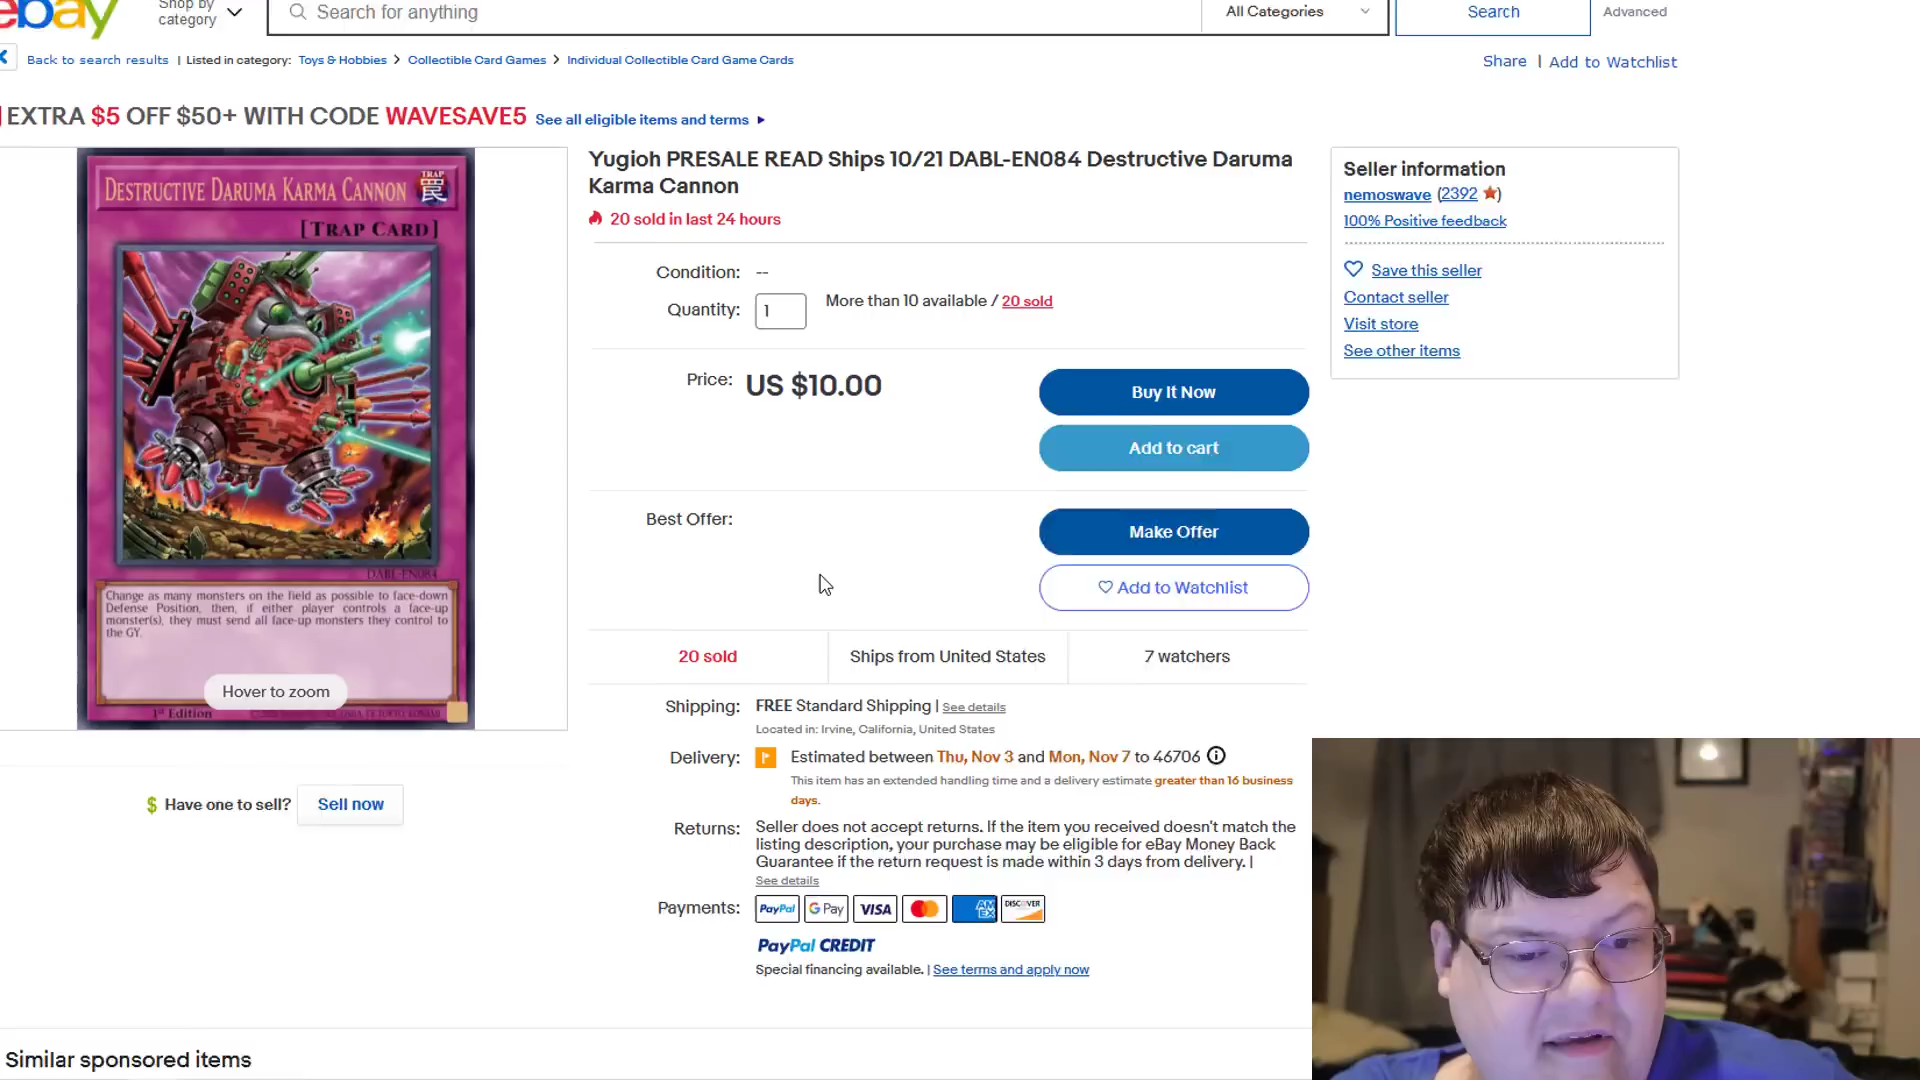 ebay
Shop by
category
Search for anything
All Categories
Search
Advanced
Back to search results | Listed in category: Toys & Hobbies > Collectible Card Games > Individual Collectible Card Game Cards
Share | Add to Watchlist
EXTRA $5 OFF $50+ WITH CODE WAVESAVE5 See all eligible items and terms ▸
DESTRUCTIVE DARUMA KARMA CANNON
TRAP
罠
[TRAP CARD]
DABL-EN084
Change as many monsters on the field as possible to face-down
Defense Position, then, if either player controls a face-up
monster(s), they must send all face-up monsters they control to
the GY.
Hover to zoom
1st Edition
Yugioh PRESALE READ Ships 10/21 DABL-EN084 Destructive Daruma
Karma Cannon
20 sold in last 24 hours
Condition: --
Quantity: 1 More than 10 available / 20 sold
Price: US $10.00
Buy It Now
Add to cart
Best Offer:
Make Offer
Add to Watchlist
20 sold
Ships from United States
7 watchers
Shipping: FREE Standard Shipping | See details
Located in: Irvine, California, United States
Delivery: Estimated between Thu, Nov 3 and Mon, Nov 7 to 46706
This item has an extended handling time and a delivery estimate greater than 16 business
days.
Returns: Seller does not accept returns. If the item you received doesn't match the
listing description, your purchase may be eligible for eBay Money Back
Guarantee if the return request is made within 3 days from delivery. |
See details
Payments: PayPal G Pay VISA AM EX DISCOVER
PayPal CREDIT
Special financing available. | See terms and apply now
Seller information
nemoswave (2392 ★)
100% Positive feedback
Save this seller
Contact seller
Visit store
See other items
$ Have one to sell? Sell now
Similar sponsored items